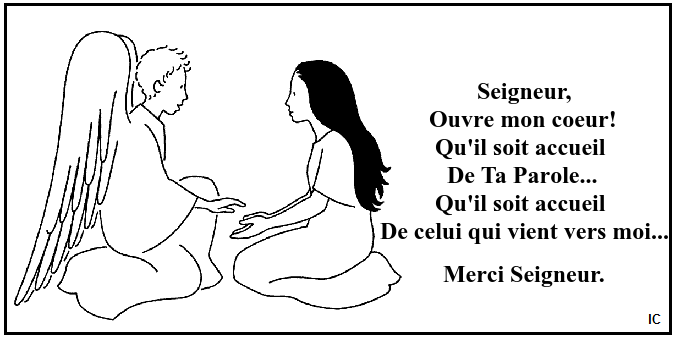 Seigneur,
Ouvre mon coeur!
Qu'il soit accueil
De Ta Parole...
Qu'il soit accueil
De celui qui vient vers moi...
Merci Seigneur.
IC